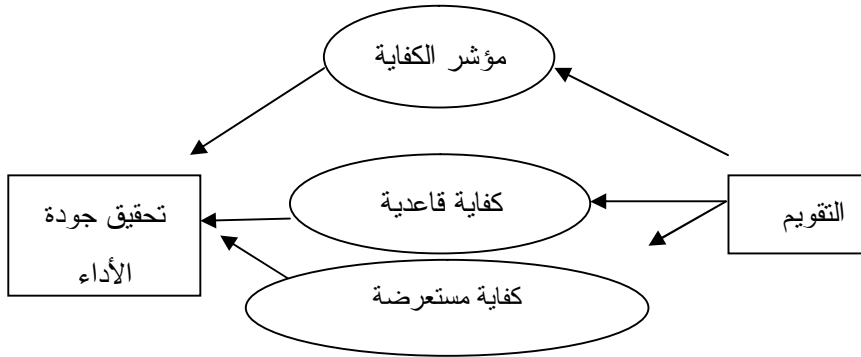 مؤشر الكفاية
التقويم
كفاية قاعدية
تحقيق جودة
الأداء
كفاية مستعرضة